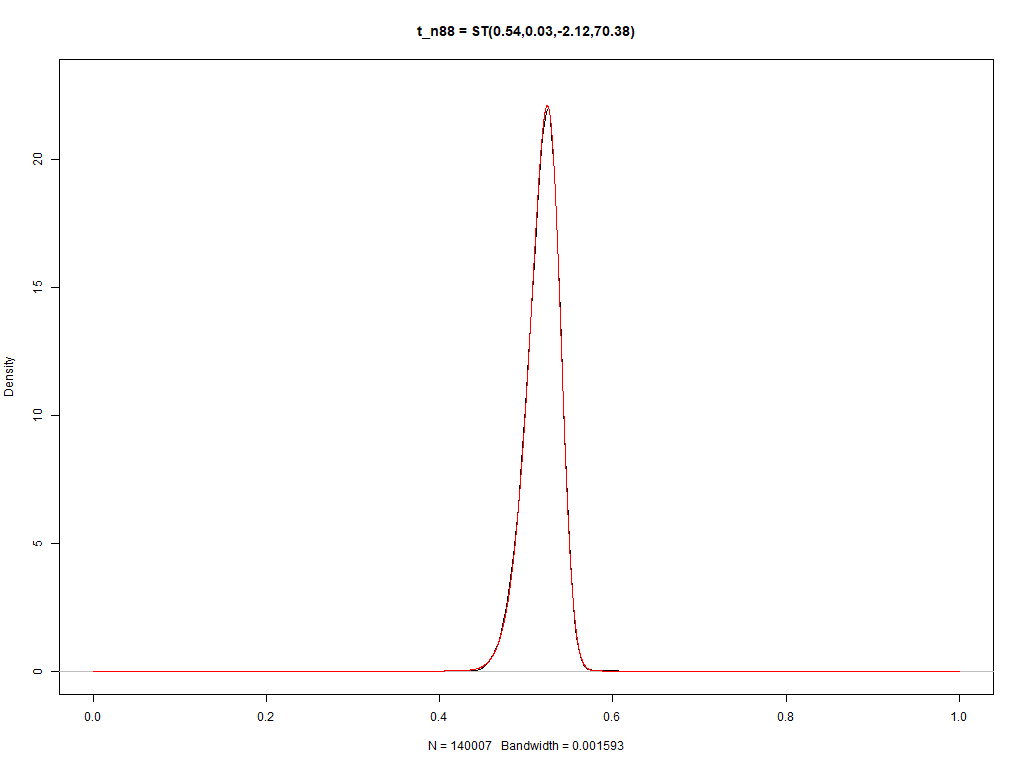 t_n88 = ST(0.54,0.03,-2.12,70.38)
Density
20
15
10
5
0
0.0 0.2 0.4 0.6 0.8 1.0
N = 140007 Bandwidth = 0.001593